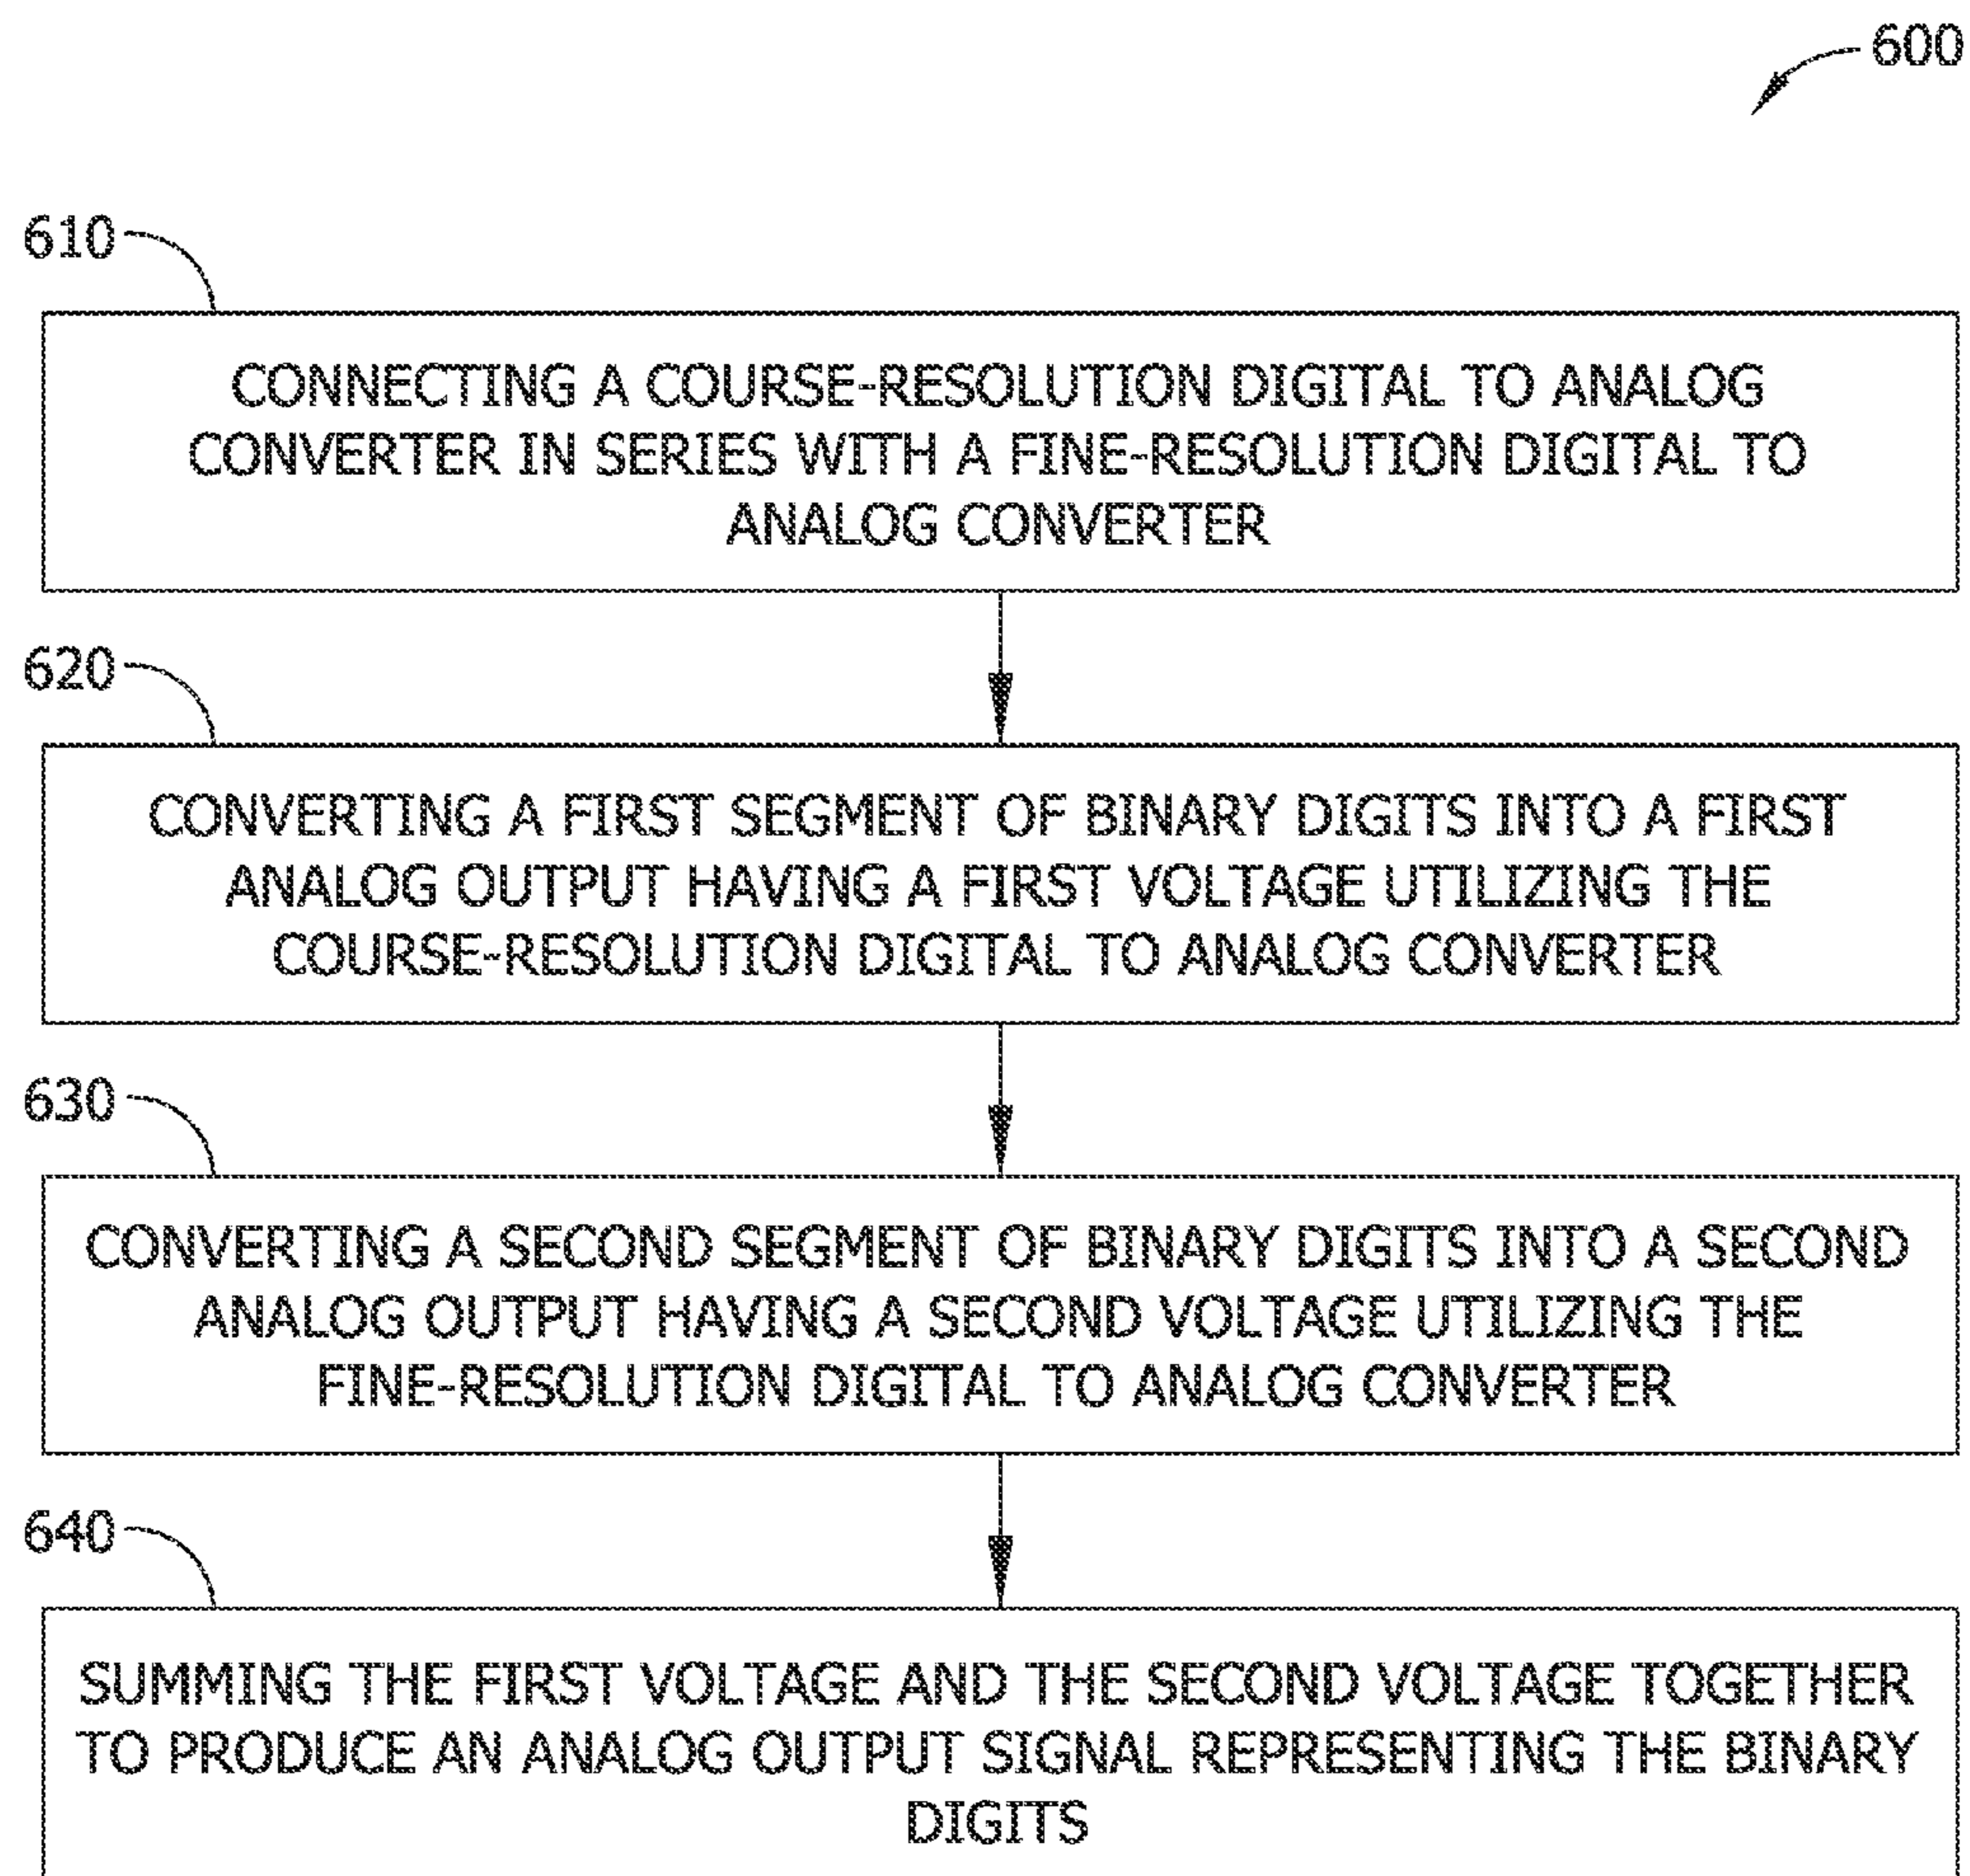 600
610
CONNECTING A COURSE-RESOLUTION DIGITAL TO ANALOG
CONVERTER IN SERIES WITH A FINE-RESOLUTION DIGITAL TO
ANALOG CONVERTER
620
CONVERTING A FIRST SEGMENT OF BINARY DIGITS INTO A FIRST
ANALOG OUTPUT HAVING A FIRST VOLTAGE UTILIZING THE
COURSE-RESOLUTION DIGITAL TO ANALOG CONVERTER
630
CONVERTING A SECOND SEGMENT OF BINARY DIGITS INTO A SECOND
ANALOG OUTPUT HAVING A SECOND VOLTAGE UTILIZING THE
FINE-RESOLUTION DIGITAL TO ANALOG CONVERTER
640
SUMMING THE FIRST VOLTAGE AND THE SECOND VOLTAGE TOGETHER
TO PRODUCE AN ANALOG OUTPUT SIGNAL REPRESENTING THE BINARY
DIGITS